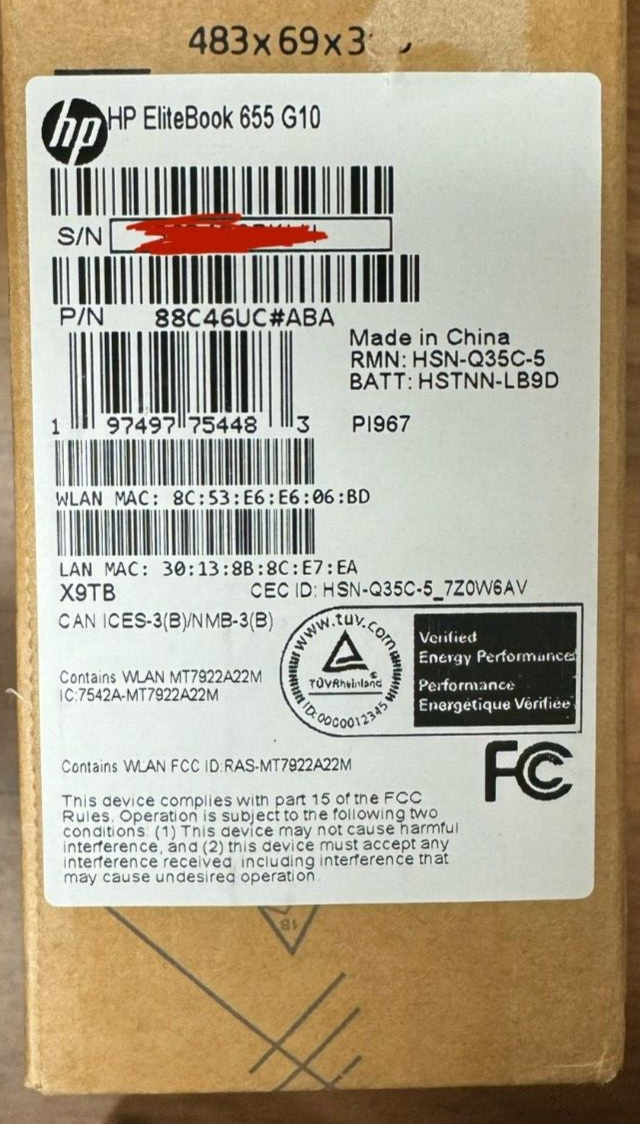 483x69x3
hp
HP EliteBook 655 G10
S/N
P/N 88C46UC#ABA
Made in China
RMN: HSN-Q35C-5
BATT: HSTNN-LB9D
1 97497 75448 3
PI967
WLAN MAC: 8C:53:E6:E6:06:BD
LAN MAC: 30:13:8B:8C:E7:EA
X9TB
CEC ID: HSN-Q35C-5_7Z0W6AV
CAN ICES-3(B)/NMB-3(B)
www.tuv.com
TÜVRheinland
®
ID:0000012345
Verified
Energy Performance
Performance
Énergétique Vérifiée
Contains WLAN MT7922A22M
IC:7542A-MT7922A22M
FC
Contains WLAN FCC ID:RAS-MT7922A22M
This device complies with part 15 of the FCC
Rules. Operation is subject to the following two
conditions: (1) This device may not cause harmful
interference, and (2) this device must accept any
interference received, including interference that
may cause undesired operation.